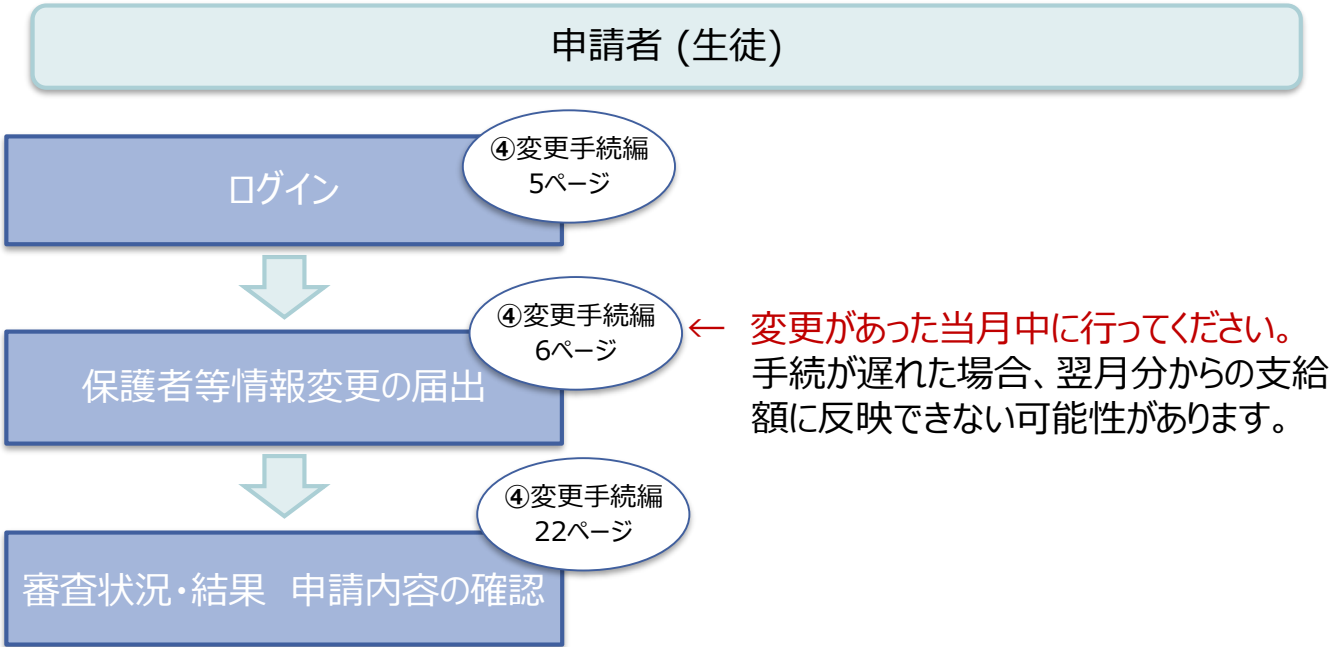 申請者 (生徒)
④変更手続編
5ページ
ログイン
④変更手続編
6ページ
保護者等情報変更の届出
← 変更があった当月中に行ってください。
手続が遅れた場合、翌月分からの支給
額に反映できない可能性があります。
④変更手続編
22ページ
審査状況・結果　申請内容の確認